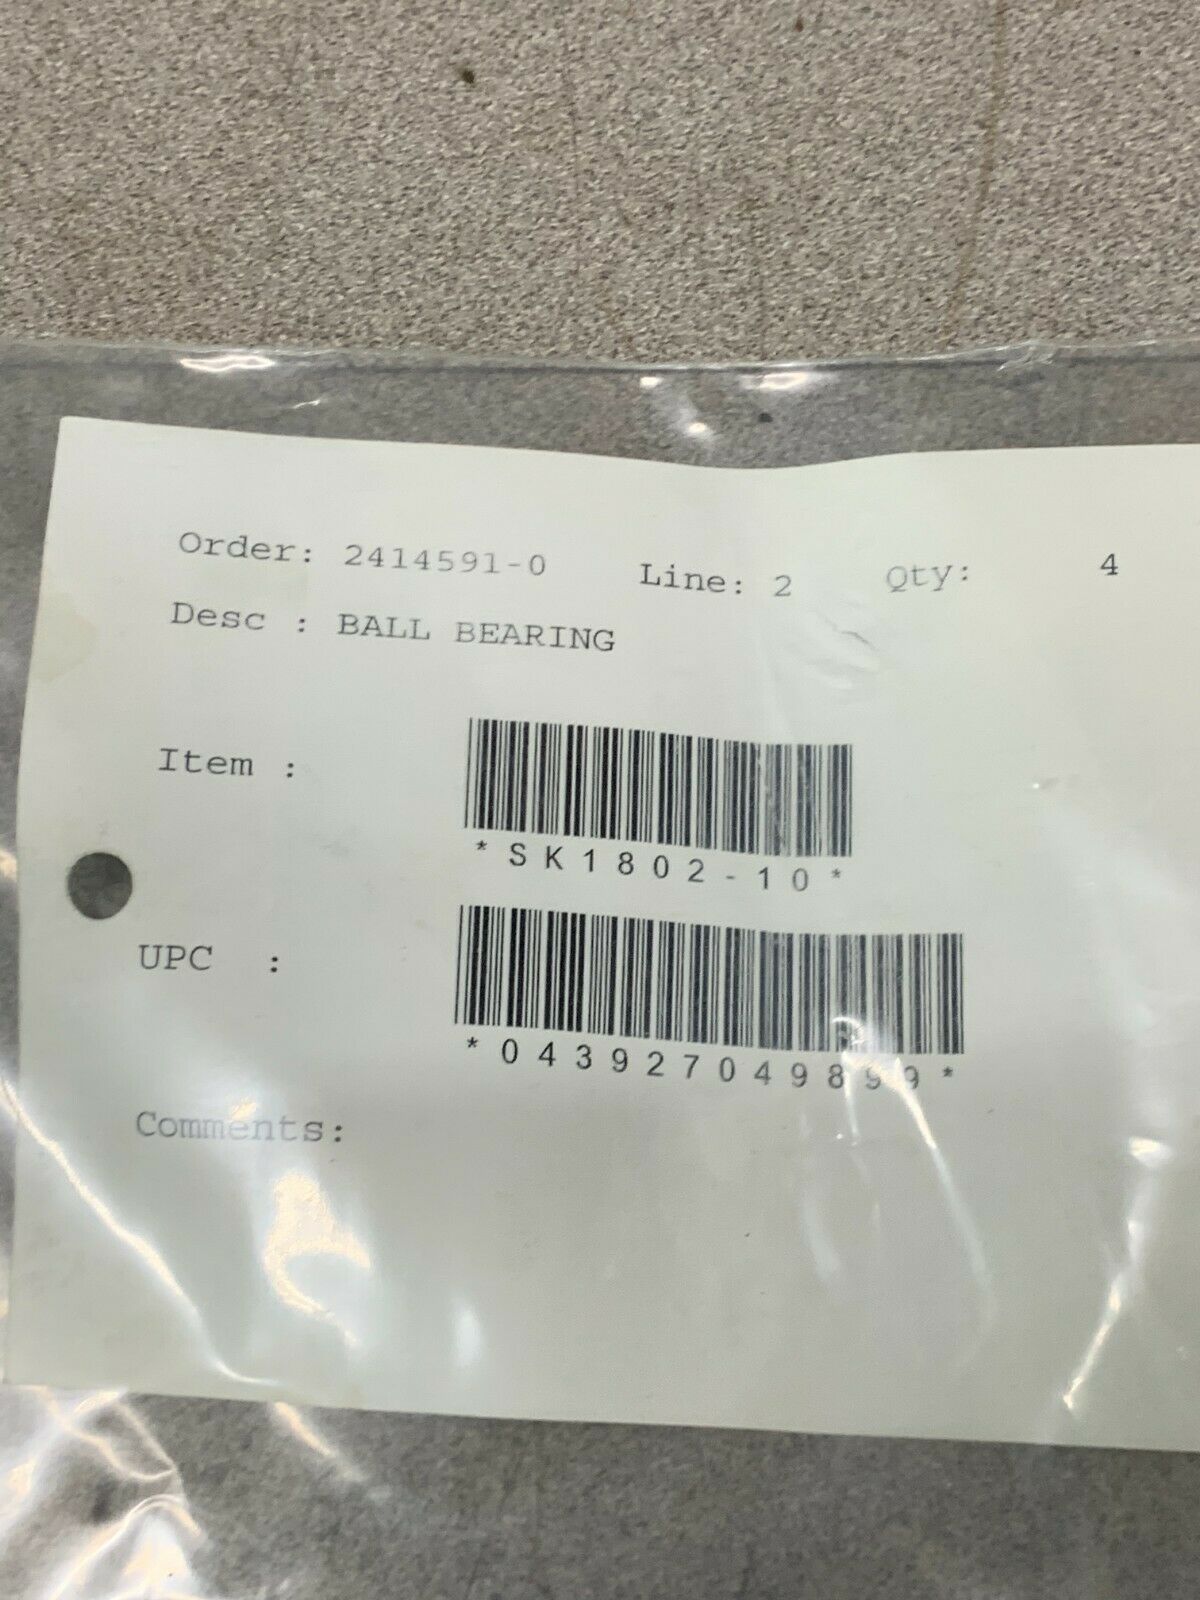 Order: 2414591-0 Line: 2 Qty: 4
Desc : BALL BEARING
Item :
*SK1802-10*
UPC :
*043927049899*
Comments: